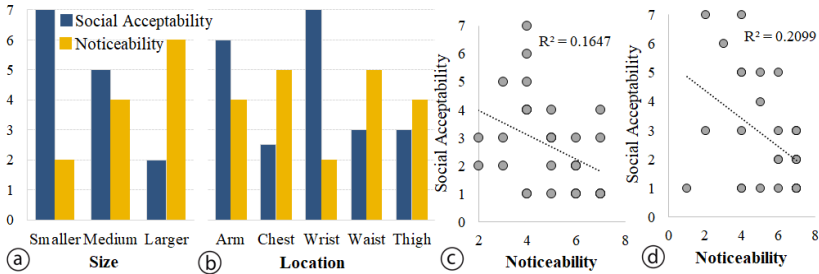 7
6
5
4
3
2
1
0
Social Acceptability
Noticeability
Smaller Medium Larger
Size
a
Arm Chest Wrist Waist Thigh
Location
b
Social Acceptability
7
6
5
4
3
2
1
0
R² = 0.1647
2 4 6 8
Noticeability
c
Social Acceptability
7
6
5
4
3
2
1
0
R² = 0.2099
0 2 4 6 8
Noticeability
d